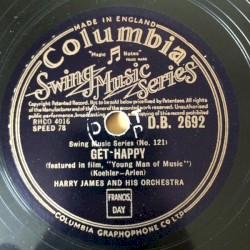 MADE IN ENGLAND
Columbia
"Magic Notes"
TRADE MARK
Swing Music Series
RHCO 4016
SPEED 78
D.B. 2692
Swing Music Series (No. 121)
GET-HAPPY
(featured in film, "Young Man of Music")
(Koehler-Arlen)
HARRY JAMES AND HIS ORCHESTRA
FRANCIS, DAY
COLUMBIA GRAPHOPHONE CO LTD